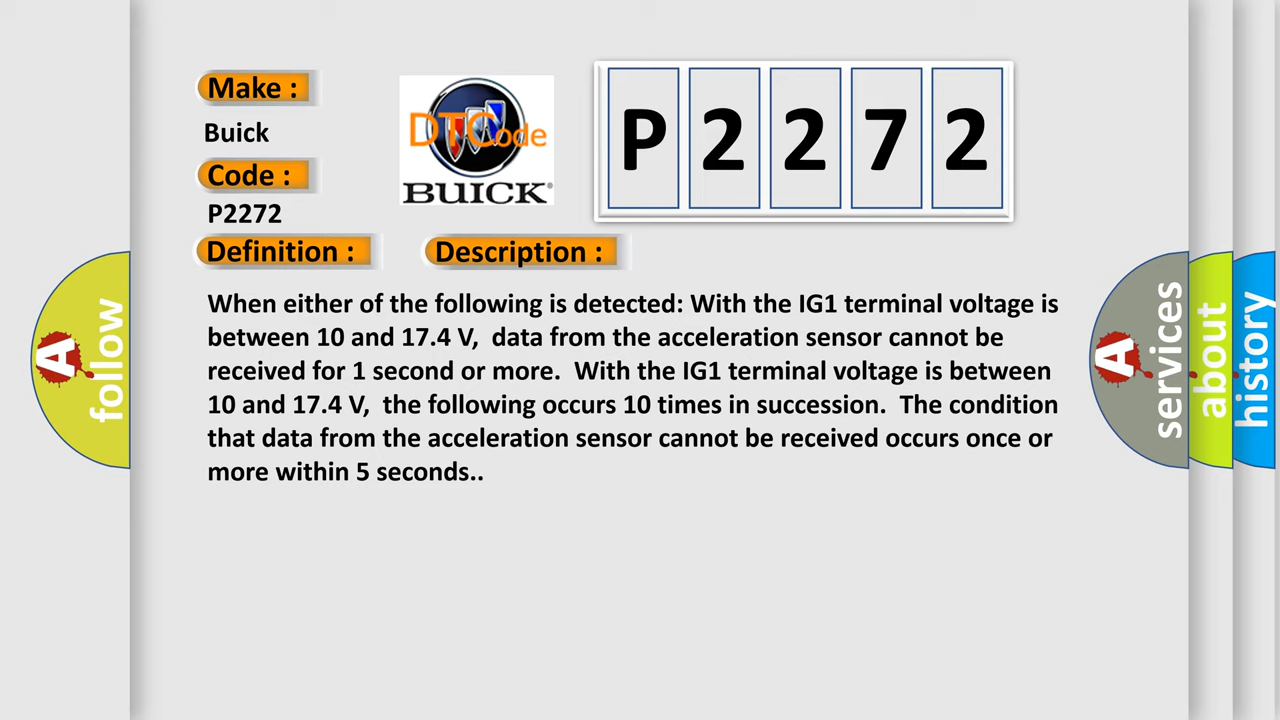 Make :
Buick
Code :
P2272
Definition :
Description :
DTCode
BUICK®
P2272
When either of the following is detected: With the IG1 terminal voltage is
between 10 and 17.4 V,  data from the acceleration sensor cannot be
received for 1 second or more.  With the IG1 terminal voltage is between
10 and 17.4 V,  the following occurs 10 times in succession.  The condition
that data from the acceleration sensor cannot be received occurs once or
more within 5 seconds..
A follow
A services
about
history